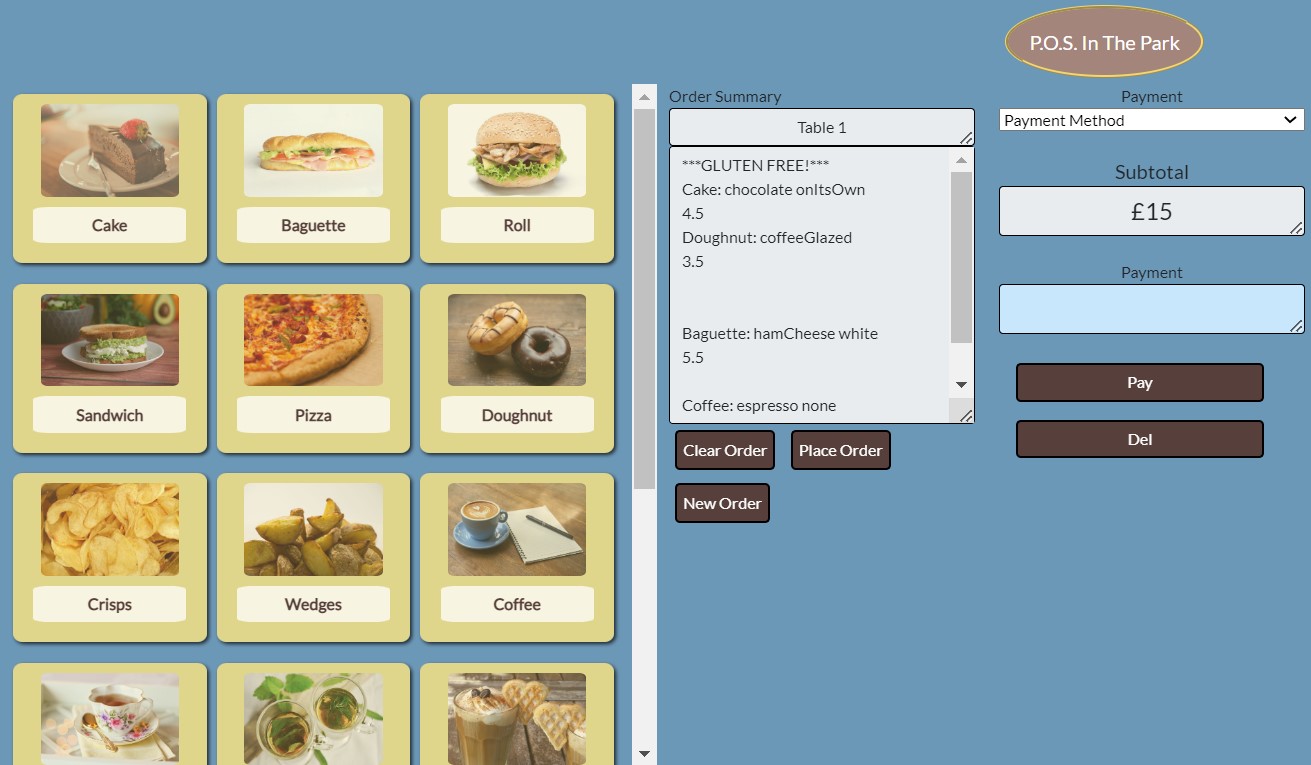 P.O.S. In The Park
Cake
Baguette
Roll
Sandwich
Pizza
Doughnut
Crisps
Wedges
Coffee
Order Summary
Table 1
***GLUTEN FREE!***
Cake: chocolate onItsOwn
4.5
Doughnut: coffeeGlazed
3.5
Baguette: hamCheese white
5.5
Coffee: espresso none
Clear Order
Place Order
New Order
Payment
Payment Method
Subtotal
£15
Payment
Pay
Del